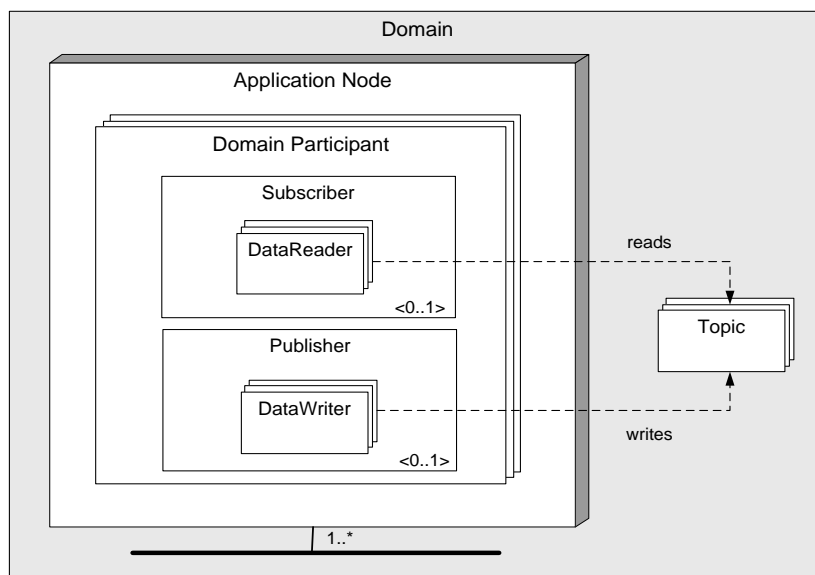 Domain
Application Node
Domain Participant
Subscriber
DataReader
<0..1>
Publisher
DataWriter
<0..1>
reads
Topic
writes
1..*